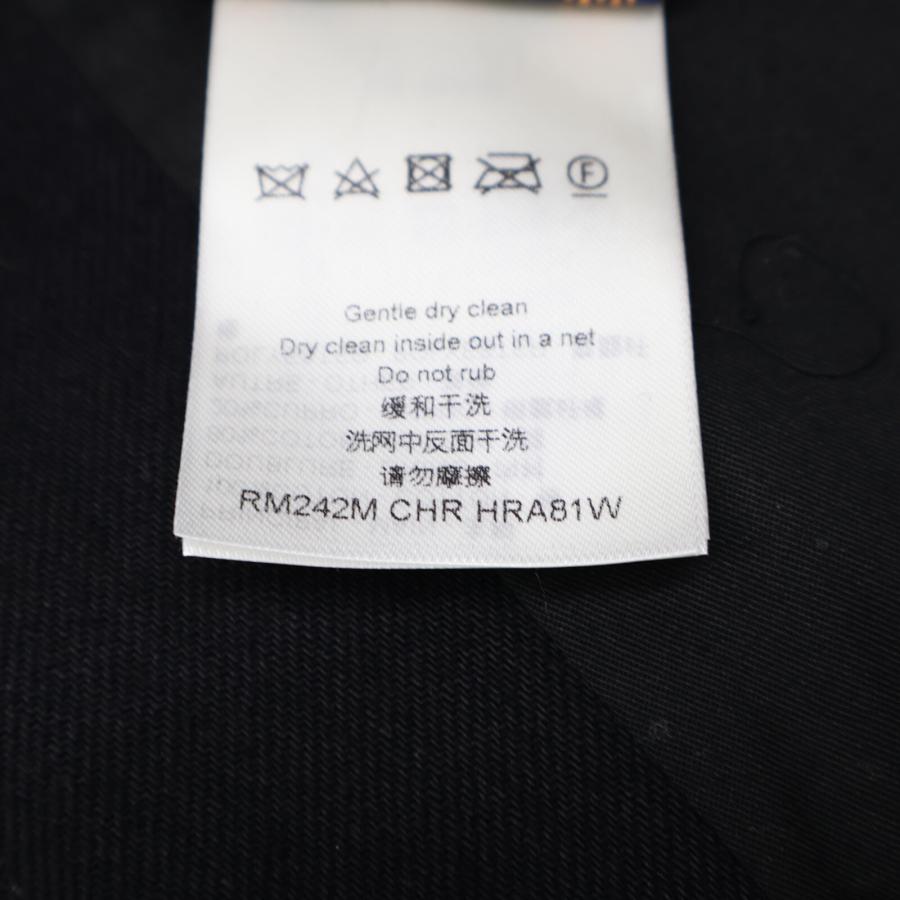 F
Gentle dry clean
Dry clean inside out in a net
Do not rub
缓和干洗
洗网中反面干洗
请勿摩擦
RM242M CHR HRA81W